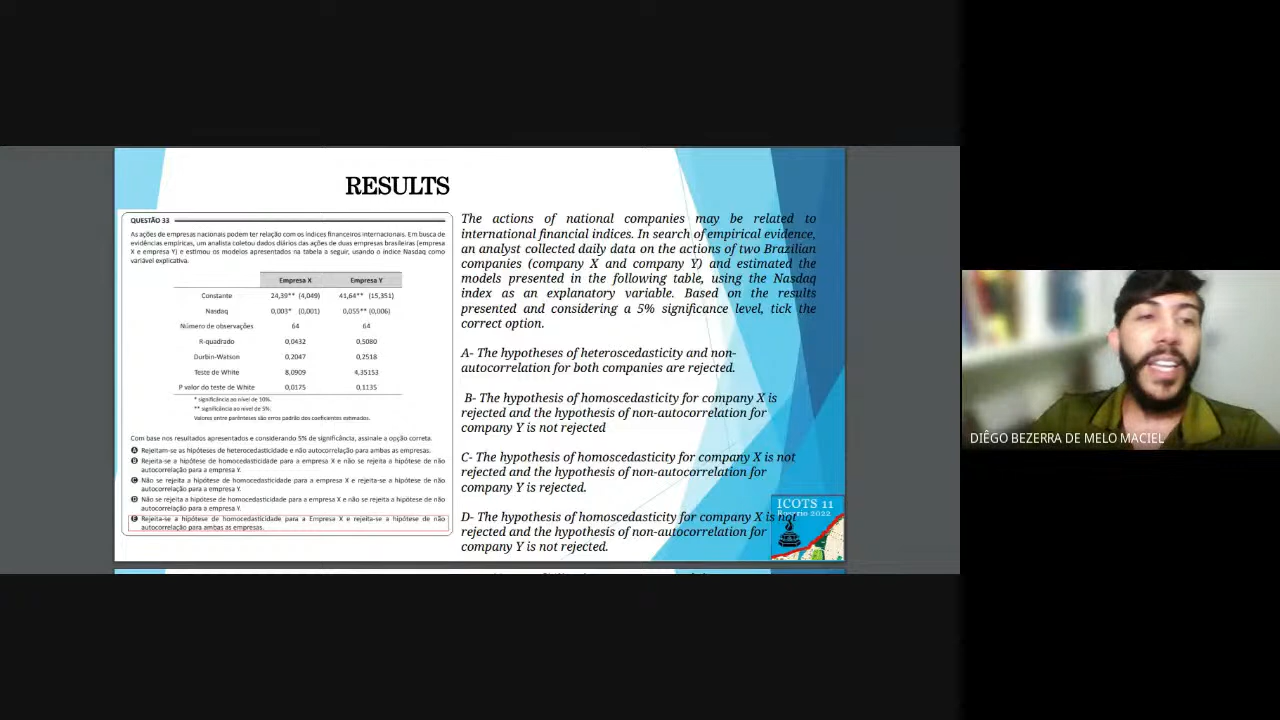 RESULTS
QUESTÃO 33
As ações de empresas nacionais podem ter relação com os índices financeiros internacionais. Em busca de
evidências empíricas, um analista coletou dados diários das ações de duas empresas brasileiras (empresa
X e empresa Y) e estimou os modelos apresentados na tabela a seguir, usando o índice Nasdaq como
variável explicativa.
Empresa X Empresa Y
Constante 24,39** (4,049) 41,64** (15,351)
Nasdaq 0,003* (0,001) 0,055** (0,006)
Número de observações 64 64
R-quadrado 0,0432 0,5080
Durbin-Watson 0,2047 0,2518
Teste de White 8,0909 4,35153
P valor do teste de White 0,0175 0,1135
* significância ao nível de 10%.
** significância ao nível de 5%.
Valores entre parênteses são erros padrão dos coeficientes estimados.
Com base nos resultados apresentados e considerando 5% de significância, assinale a opção correta.
A Rejeitam-se as hipóteses de heterocedasticidade e não autocorrelação para ambas as empresas.
B Rejeita-se a hipótese de homocedasticidade para a empresa X e não se rejeita a hipótese de não
autocorrelação para a empresa Y.
C Não se rejeita a hipótese de homocedasticidade para a empresa X e rejeita-se a hipótese de não
autocorrelação para a empresa Y.
D Não se rejeita a hipótese de homocedasticidade para a empresa X e não se rejeita a hipótese de não
autocorrelação para a empresa Y.
E Rejeita-se a hipótese de homocedasticidade para a Empresa X e rejeita-se a hipótese de não
autocorrelação para ambas as empresas.
The actions of national companies may be related to
international financial indices. In search of empirical evidence,
an analyst collected daily data on the actions of two Brazilian
companies (company X and company Y) and estimated the
models presented in the following table, using the Nasdaq
index as an explanatory variable. Based on the results
presented and considering a 5% significance level, tick the
correct option.
A- The hypotheses of heteroscedasticity and non-
autocorrelation for both companies are rejected.
B- The hypothesis of homoscedasticity for company X is
rejected and the hypothesis of non-autocorrelation for
company Y is not rejected
C- The hypothesis of homoscedasticity for company X is not
rejected and the hypothesis of non-autocorrelation for
company Y is rejected.
D- The hypothesis of homoscedasticity for company X is not
rejected and the hypothesis of non-autocorrelation for
company Y is not rejected.
ICOTS 11
Rosario 2022
DIÊGO BEZERRA DE MELO MACIEL